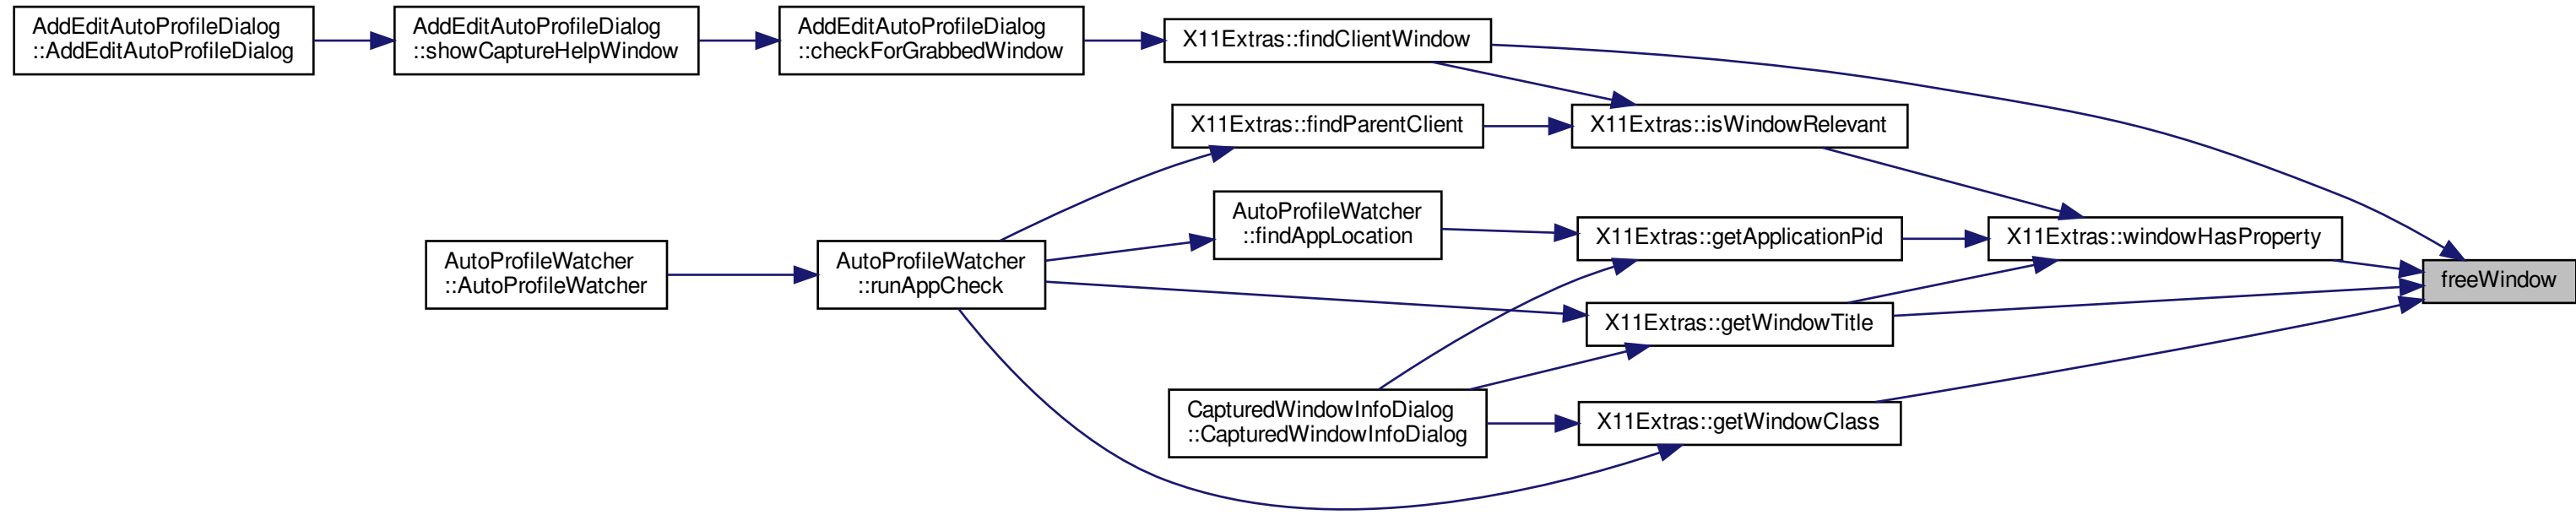 AddEditAutoProfileDialog
::AddEditAutoProfileDialog
AddEditAutoProfileDialog
::showCaptureHelpWindow
AddEditAutoProfileDialog
::checkForGrabbedWindow
X11Extras::findClientWindow
X11Extras::findParentClient
X11Extras::isWindowRelevant
AutoProfileWatcher
::findAppLocation
X11Extras::getApplicationPid
X11Extras::windowHasProperty
AutoProfileWatcher
::AutoProfileWatcher
AutoProfileWatcher
::runAppCheck
freeWindow
X11Extras::getWindowTitle
CapturedWindowInfoDialog
::CapturedWindowInfoDialog
X11Extras::getWindowClass